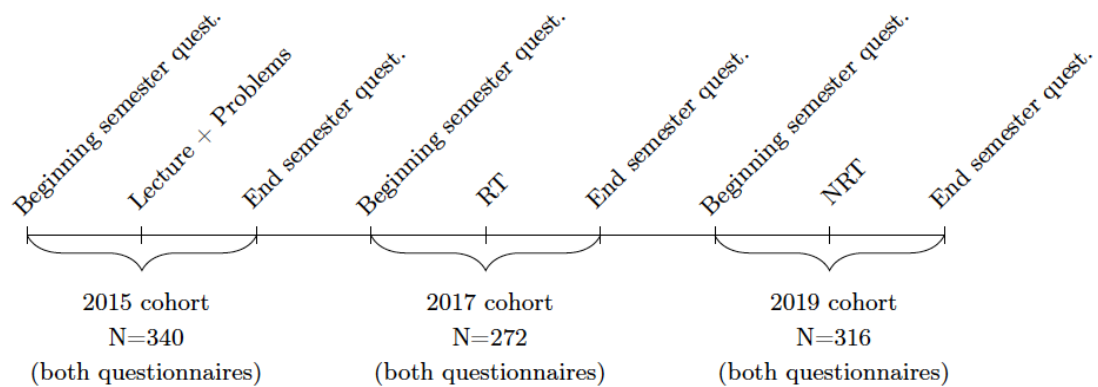 Beginning semester quest.
Lecture + Problems
End semester quest.
Beginning semester quest.
RT
End semester quest.
Beginning semester quest.
NRT
End semester quest.
2015 cohort
N=340
(both questionnaires)
2017 cohort
N=272
(both questionnaires)
2019 cohort
N=316
(both questionnaires)